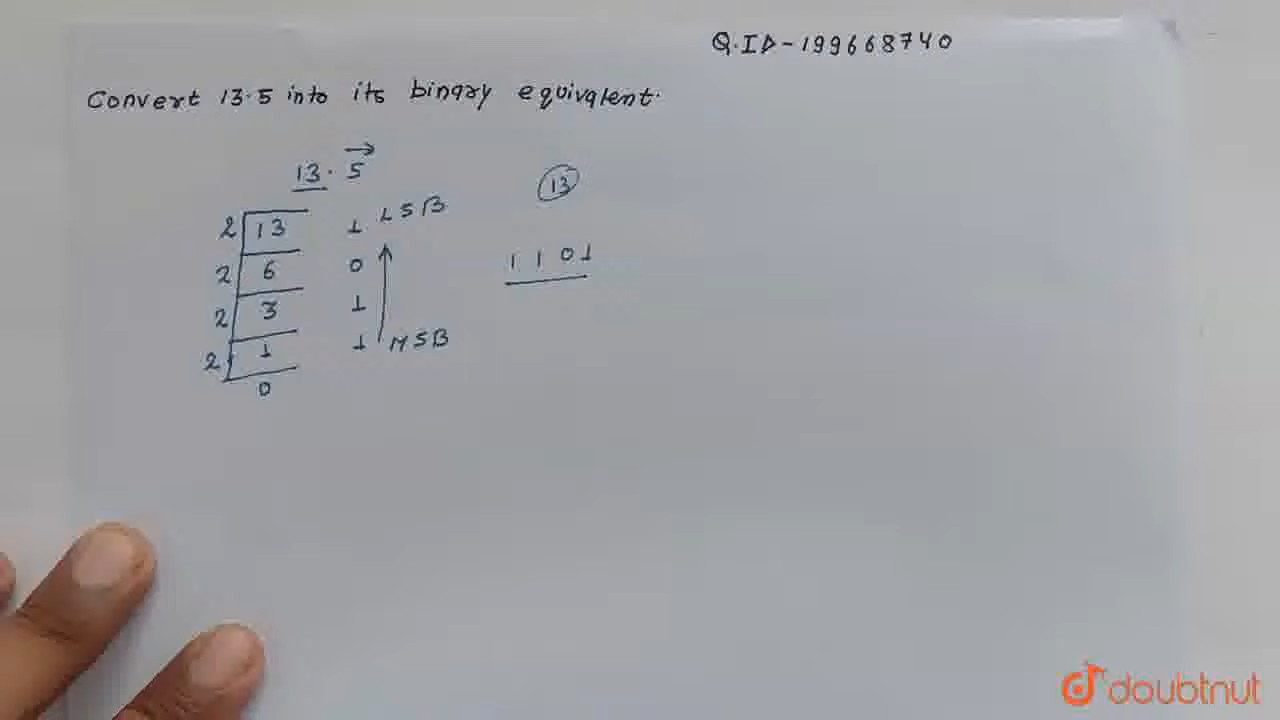 Q.ID-199668740
Convert 13.5 into its binary equivalent.
13.5
2 13 1 LSB
2 6 0
2 3 1
2 1 1 MSB
0
13
1101
doubtnut